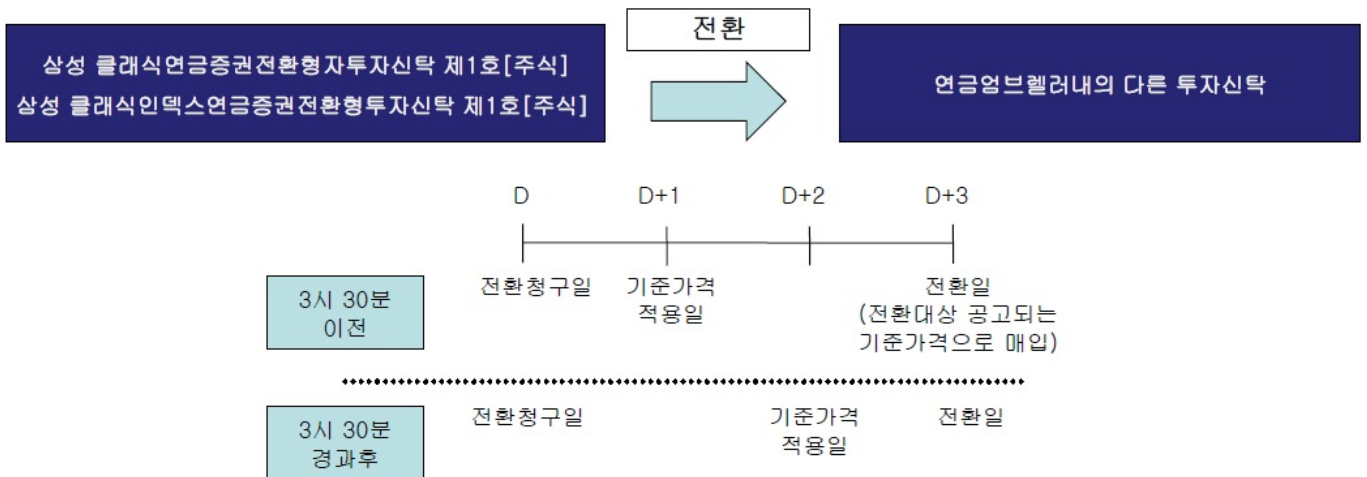 전환
삼성 클래식연금증권전환형자투자신탁 제1호[주식]
삼성 클래식인덱스연금증권전환형투자신탁 제1호[주식]
연금엄브렐러내의 다른 투자신탁
D D+1 D+2 D+3
3시 30분
이전
전환청구일
기준가격
적용일
전환일
(전환대상 공고되는
기준가격으로 매입)
3시 30분
경과후
전환청구일
기준가격
적용일
전환일